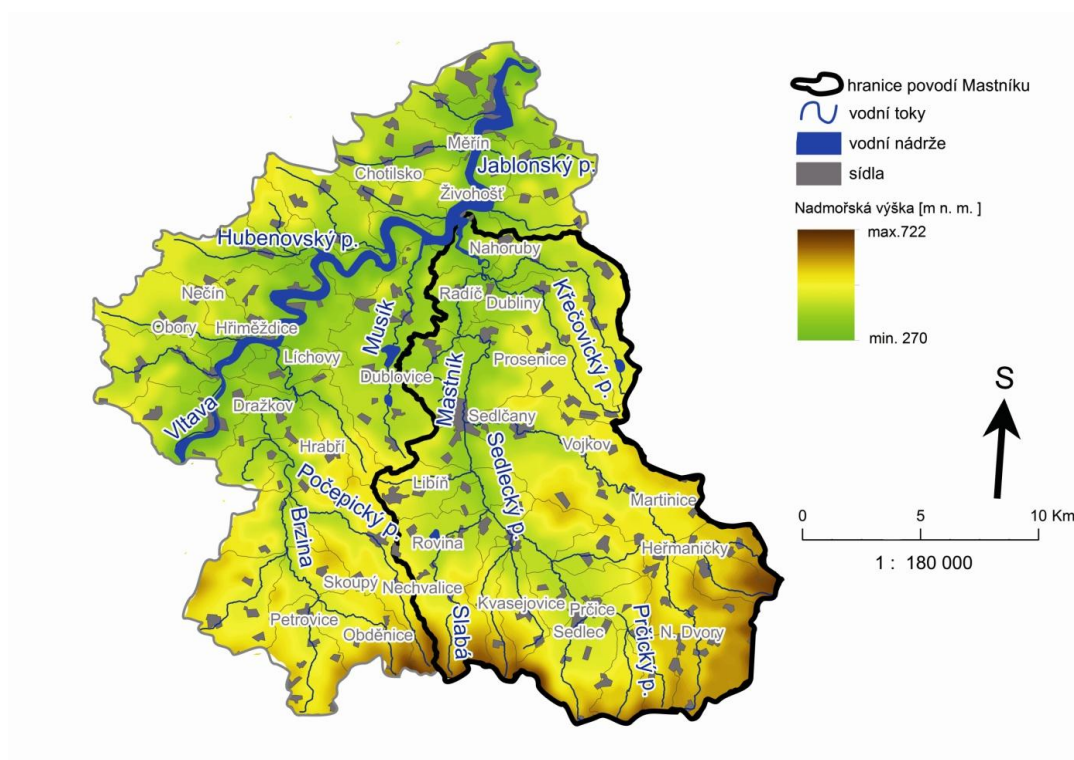 hranice povodí Mastníku
vodní toky
vodní nádrže
sídla
Nadmořská výška [m n. m. ]
max.722
min. 270
S
0 5 10 Km
1 : 180 000
Měřín
Jablonský p.
Chotilsko
Živohošť
Hubenovský p.
Nahoruby
Nečín
Radíč
Dubliny
Křečovický p.
Obory
Hřiměždice
Musík
Líchovy
Prosenice
Dublovice
Mastník
Vltava
Dražkov
Sedlčany
Hrabří
Vojkov
Sedlecký p.
Počepický p.
Libíň
Martinice
Brzina
Rovina
Heřmaničky
Skoupý
Nechvalice
Kvasejovice
Prčice
Petrovice
Obděnice
Slabá
Sedlec
Prčický p.
N. Dvory